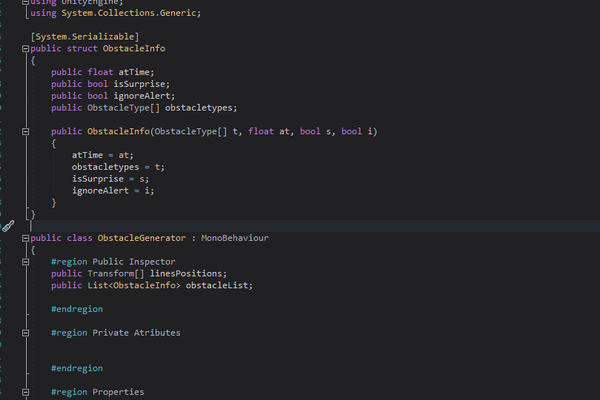 using UnityEngine;
using System.Collections.Generic;
[System.Serializable]
public struct ObstacleInfo
{
public float atTime;
public bool isSurprise;
public bool ignoreAlert;
public ObstacleType[] obstacletypes;
public ObstacleInfo(ObstacleType[] t, float at, bool s, bool i)
{
atTime = at;
obstacletypes = t;
isSurprise = s;
ignoreAlert = i;
}
}
public class ObstacleGenerator : MonoBehaviour
{
#region Public Inspector
public Transform[] linesPositions;
public List<ObstacleInfo> obstacleList;
#endregion
#region Private Atributes
#endregion
#region Properties